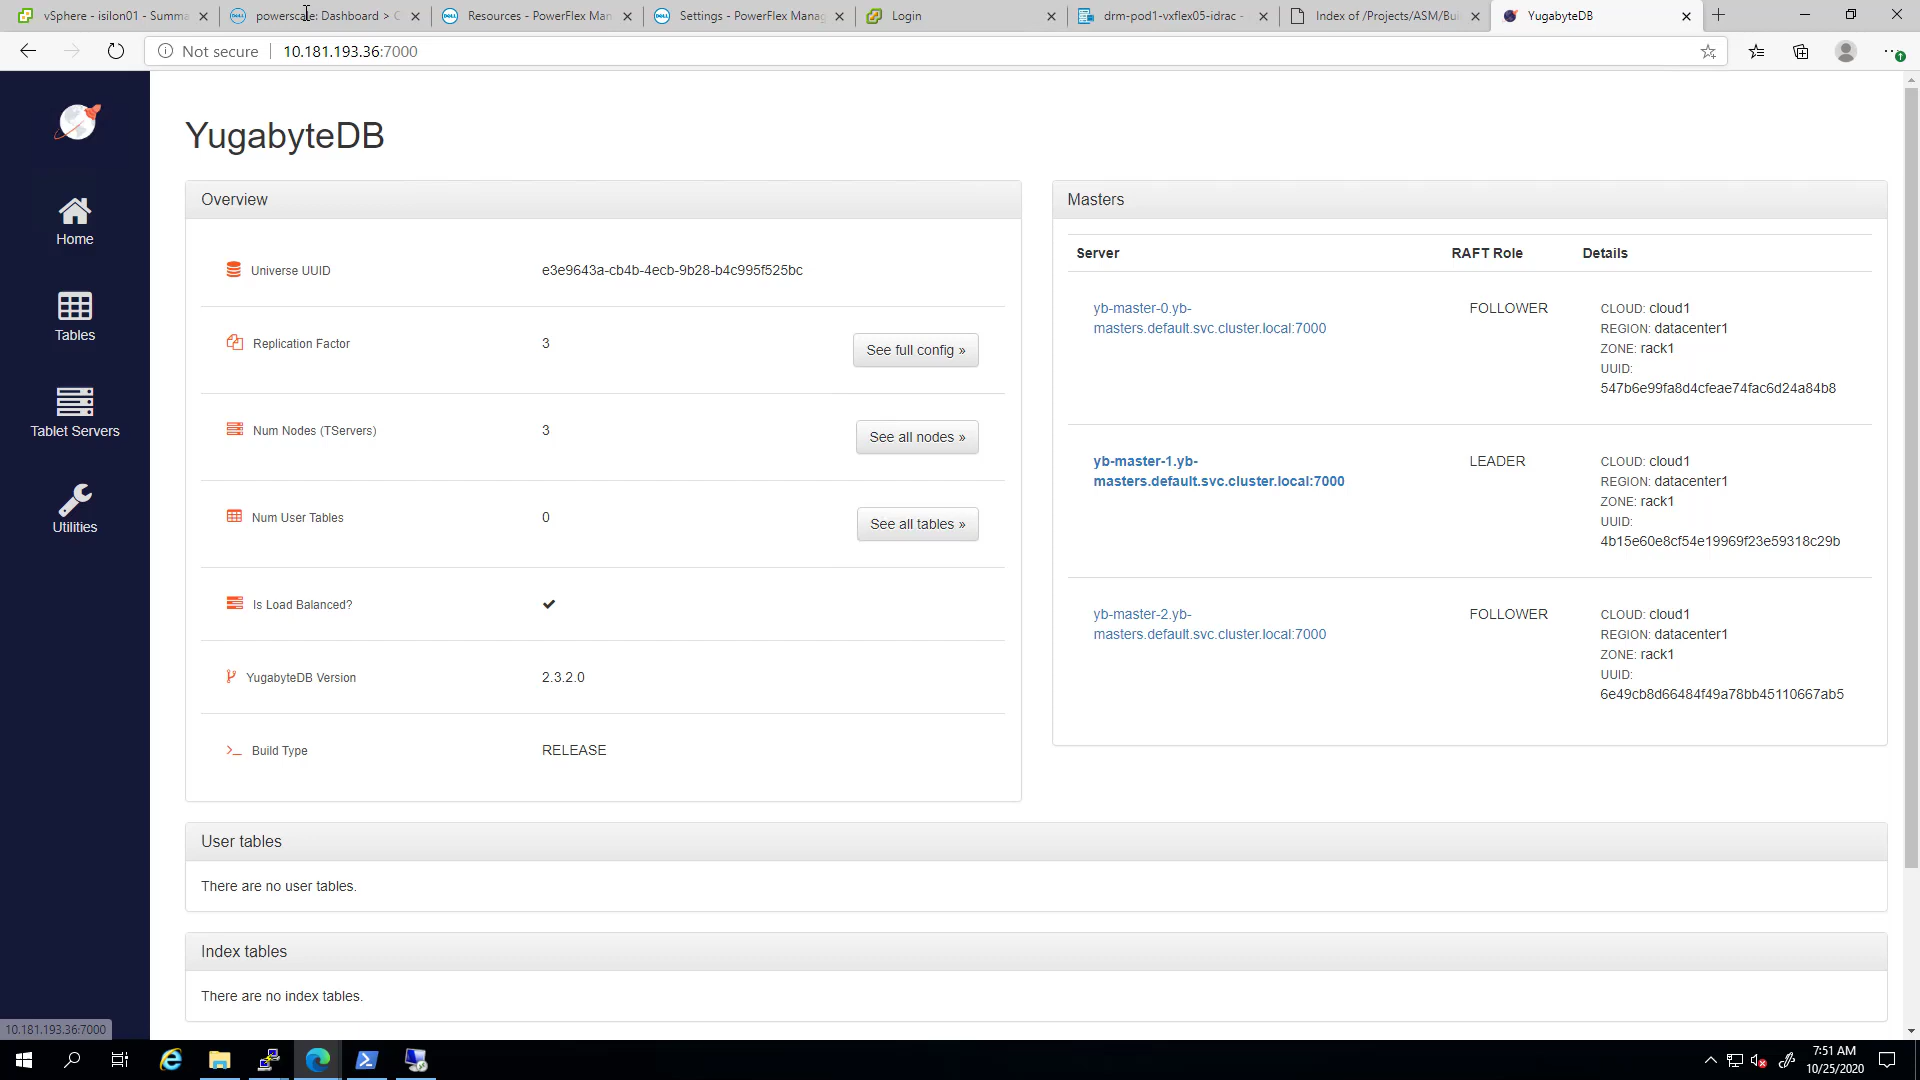 vSphere - isilon01 - Summa
powerscale: Dashboard > C
Resources - PowerFlex Man
Settings - PowerFlex Manag
Login
drm-pod1-vxflex05-idrac -
Index of /Projects/ASM/Bui
YugabyteDB
Not secure
10.181.193.36:7000
Home
Tables
Tablet Servers
Utilities
YugabyteDB
Overview
Universe UUID
e3e9643a-cb4b-4ecb-9b28-b4c995f525bc
Replication Factor
3
See full config »
Num Nodes (TServers)
3
See all nodes »
Num User Tables
0
See all tables »
Is Load Balanced?
YugabyteDB Version
2.3.2.0
Build Type
RELEASE
Masters
Server RAFT Role Details
yb-master-0.yb-
masters.default.svc.cluster.local:7000
FOLLOWER
CLOUD: cloud1
REGION: datacenter1
ZONE: rack1
UUID:
547b6e99fa8d4cfeae74fac6d24a84b8
yb-master-1.yb-
masters.default.svc.cluster.local:7000
LEADER
CLOUD: cloud1
REGION: datacenter1
ZONE: rack1
UUID:
4b15e60e8cf54e19969f23e59318c29b
yb-master-2.yb-
masters.default.svc.cluster.local:7000
FOLLOWER
CLOUD: cloud1
REGION: datacenter1
ZONE: rack1
UUID:
6e49cb8d66484f49a78bb45110667ab5
User tables
There are no user tables.
Index tables
There are no index tables.
10.181.193.36:7000
7:51 AM
10/25/2020